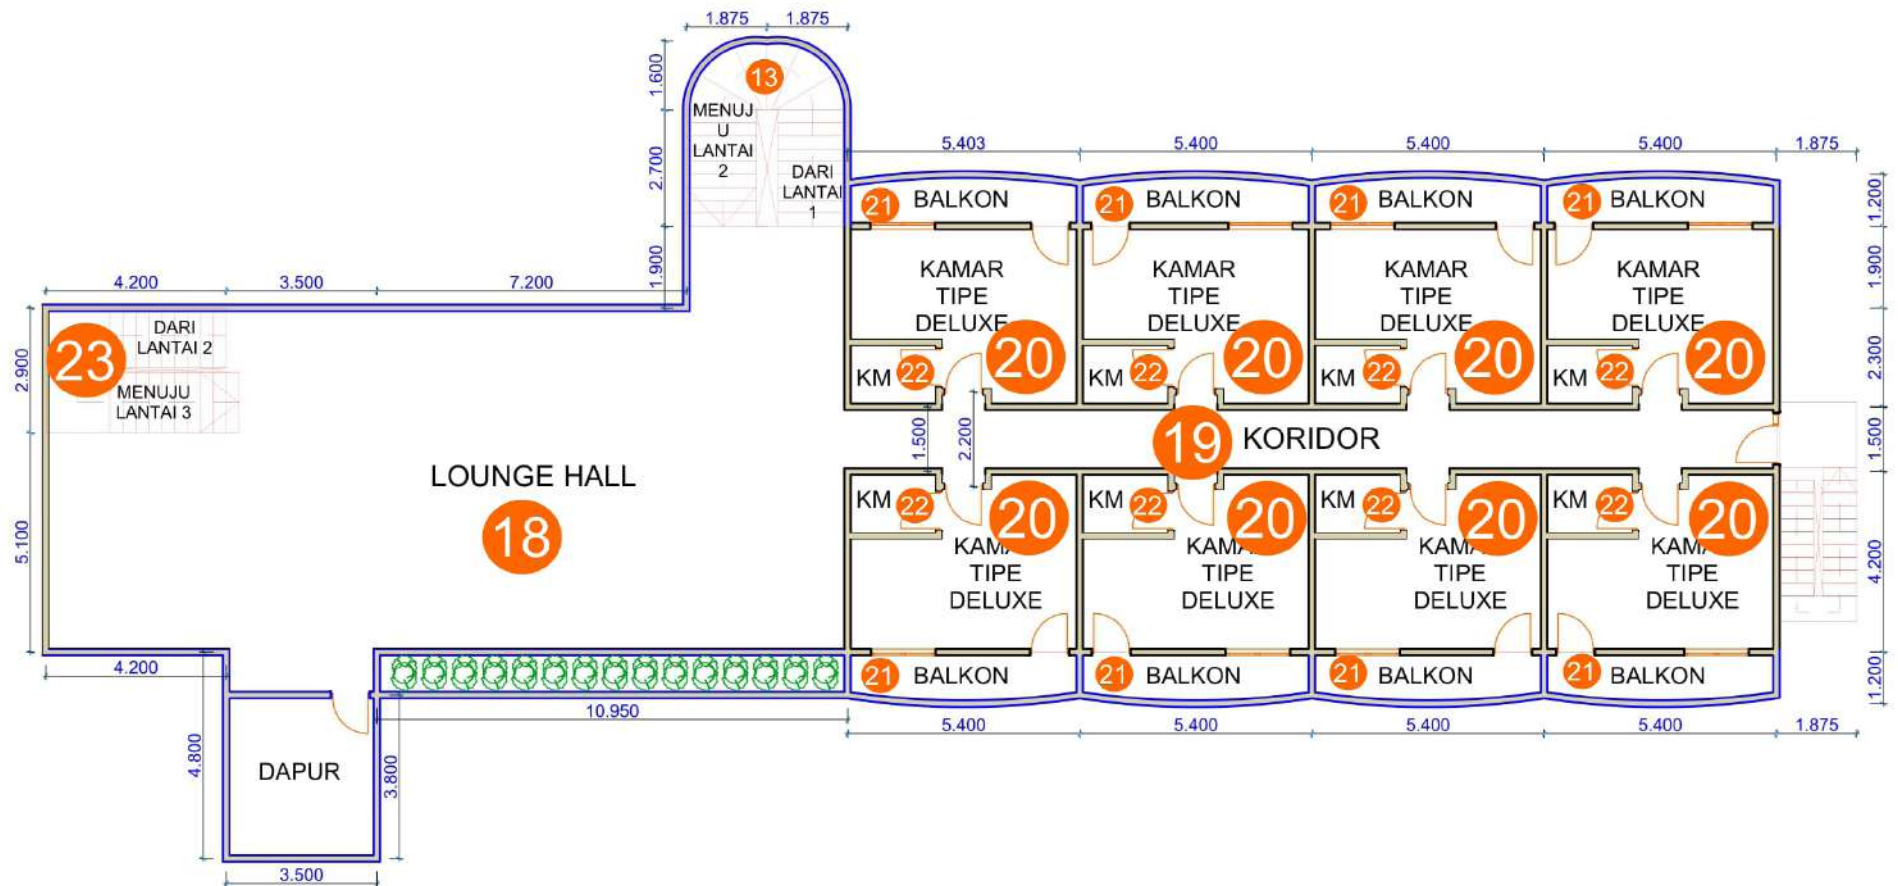 1.875 1.875
1.600
13
MENUJ
U
LANTAI
2
2.700
DARI
LANTAI
1
1.900
5.403 5.400 5.400 5.400 1.875
21 BALKON 21 BALKON 21 BALKON 21 BALKON
1.200
4.200 3.500 7.200
KAMAR KAMAR KAMAR KAMAR
TIPE TIPE TIPE TIPE
DELUXE DELUXE DELUXE DELUXE
1.900
23
DARI
LANTAI 2
MENUJU
LANTAI 3
2.900
20 20 20 20
KM 22 KM 22 KM 22 KM 22
2.300
1.500
2.200
19 KORIDOR
1.500
LOUNGE HALL
18
5.100
KM 22 KM 22 KM 22 KM 22
20 20 20 20
KAMA KAMA KAMA KAMA
TIPE TIPE TIPE TIPE
DELUXE DELUXE DELUXE DELUXE
4.200
4.200
21 BALKON 21 BALKON 21 BALKON 21 BALKON
1.200
10.950
5.400 5.400 5.400 5.400 1.875
4.800
DAPUR
3.800
3.500